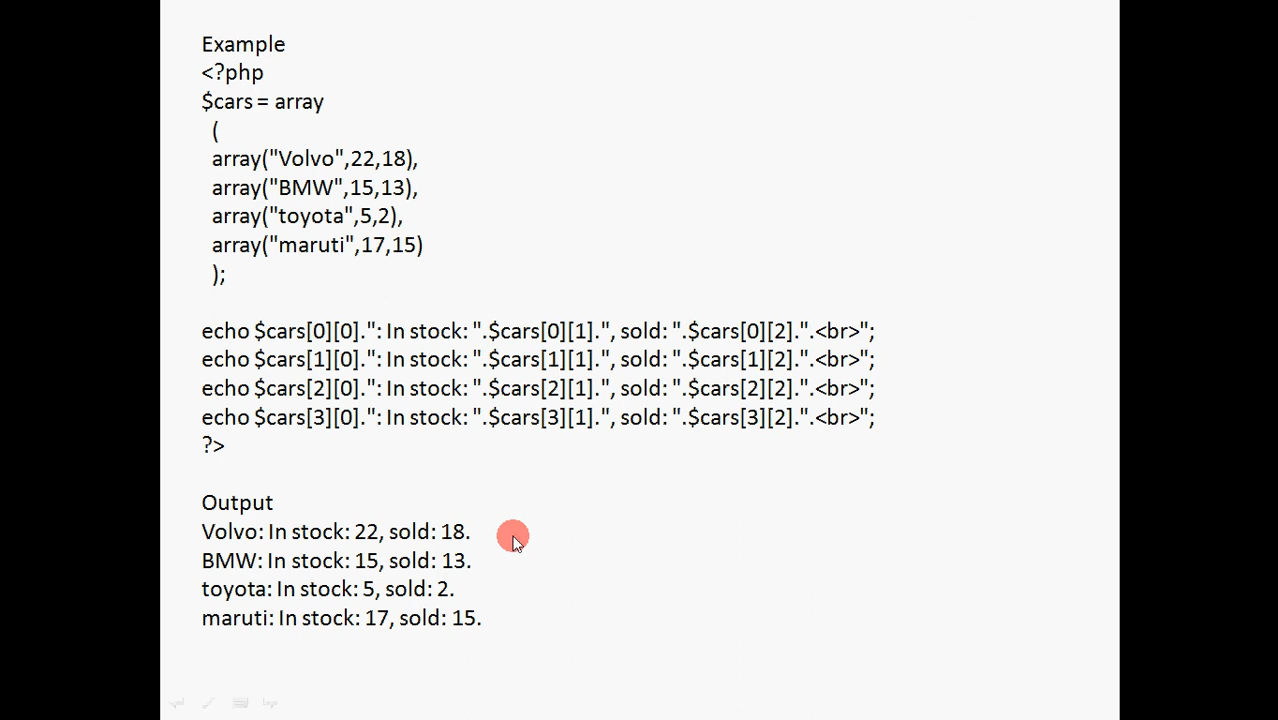 Example
<?php
$cars = array
(
array("Volvo",22,18),
array("BMW",15,13),
array("toyota",5,2),
array("maruti",17,15)
);
echo $cars[0][0].": In stock: ".$cars[0][1].", sold: ".$cars[0][2].".<br>";
echo $cars[1][0].": In stock: ".$cars[1][1].", sold: ".$cars[1][2].".<br>";
echo $cars[2][0].": In stock: ".$cars[2][1].", sold: ".$cars[2][2].".<br>";
echo $cars[3][0].": In stock: ".$cars[3][1].", sold: ".$cars[3][2].".<br>";
?>
Output
Volvo: In stock: 22, sold: 18.
BMW: In stock: 15, sold: 13.
toyota: In stock: 5, sold: 2.
maruti: In stock: 17, sold: 15.